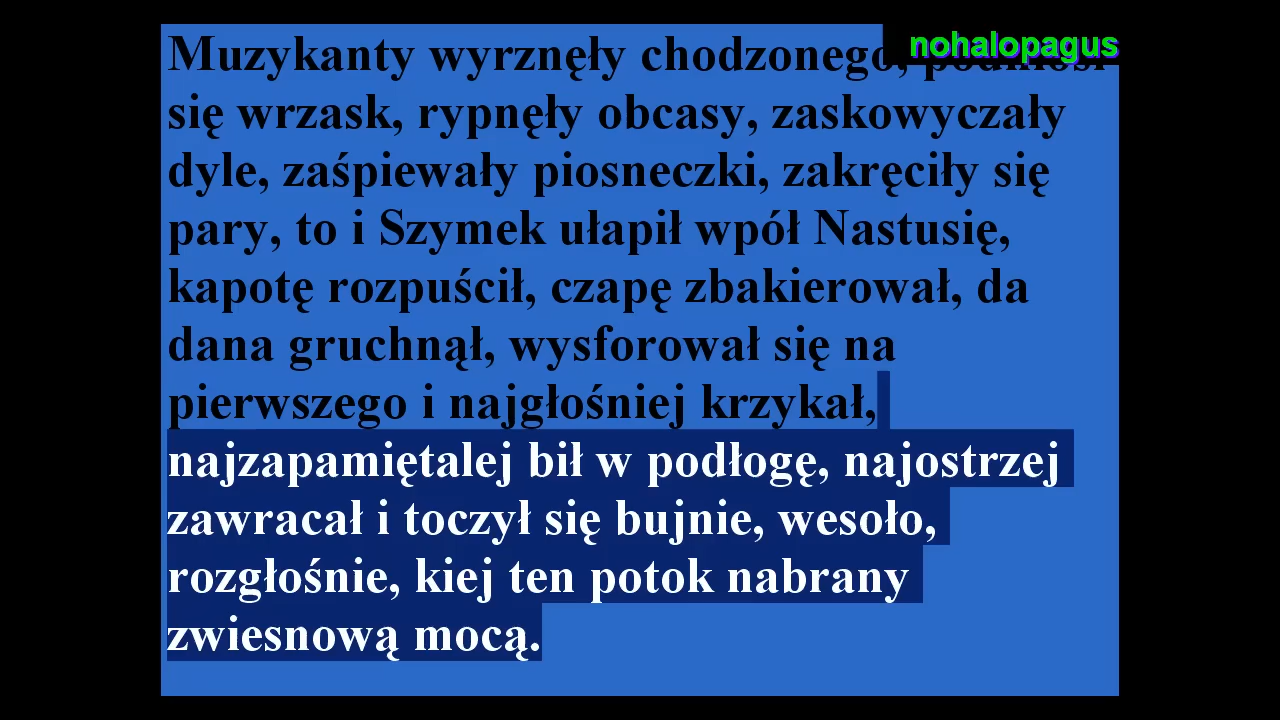 nohalopagus
Muzykanty wyrznęły chodzonego,
się wrzask, rypnęły obcasy, zaskowyczały
dyle, zaśpiewały piosneczki, zakręciły się
pary, to i Szymek ułapił wpół Nastusię,
kapotę rozpuścił, czapę zbakierował, da
dana gruchnął, wysforował się na
pierwszego i najgłośniej krzykał,
najzapamiętalej bił w podłogę, najostrzej
zawracał i toczył się bujnie, wesoło,
rozgłośnie, kiej ten potok nabrany
zwiesnową mocą.